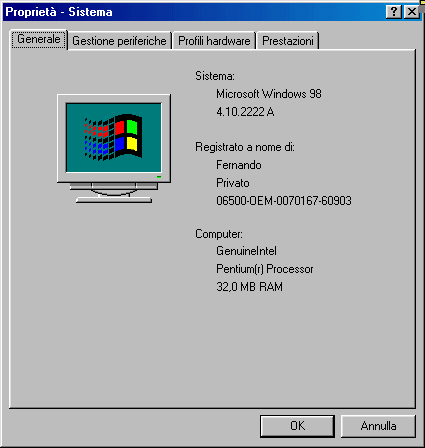 Proprietà - Sistema
Generale Gestione periferiche Profili hardware Prestazioni
Sistema:
Microsoft Windows 98
4.10.2222 A
Registrato a nome di:
Fernando
Privato
06500-OEM-0070167-60903
Computer:
GenuineIntel
Pentium(r) Processor
32,0 MB RAM
OK Annulla